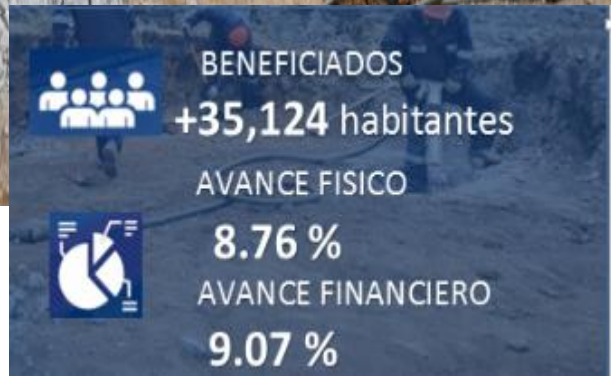 BENEFICIADOS
+35,124 habitantes
AVANCE FISICO
8.76 %
AVANCE FINANCIERO
9.07 %